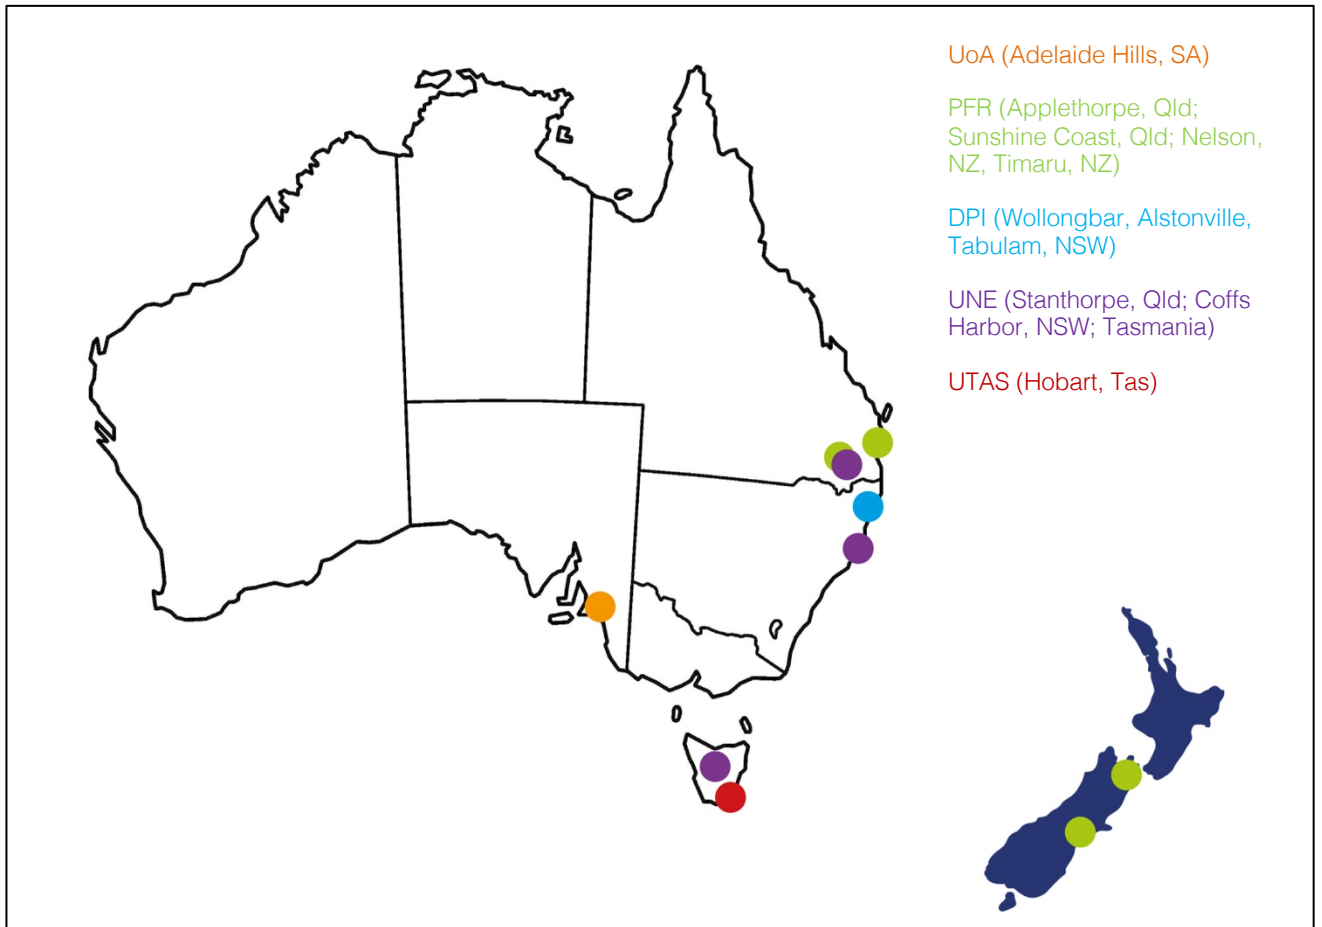 UoA (Adelaide Hills, SA)
PFR (Applethorpe, Qld;
Sunshine Coast, Qld; Nelson,
NZ, Timaru, NZ)
DPI (Wollongbar, Alstonville,
Tabulam, NSW)
UNE (Stanthorpe, Qld; Coffs
Harbor, NSW; Tasmania)
UTAS (Hobart, Tas)